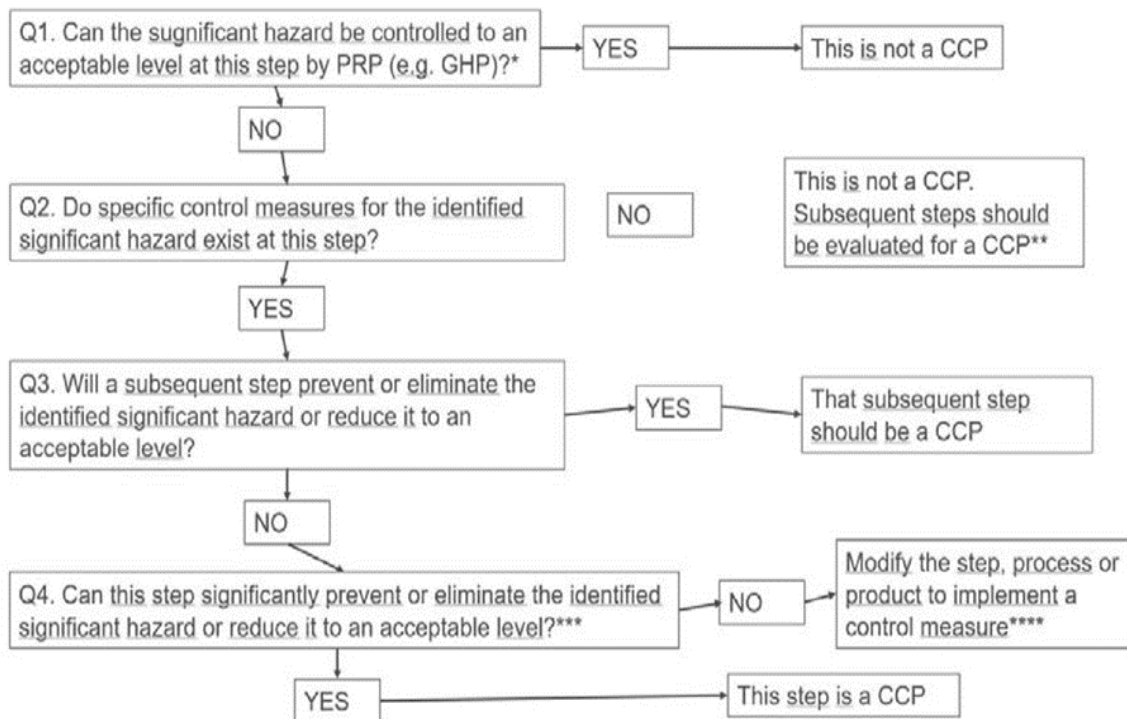 Q1. Can the sugnificant hazard be controlled to an
acceptable level at this step by PRP (e.g. GHP)?*
YES
This is not a CCP
NO
Q2. Do specific control measures for the identified
significant hazard exist at this step?
NO
This is not a CCP.
Subsequent steps should
be evaluated for a CCP**
YES
Q3. Will a subsequent step prevent or eliminate the
identified significant hazard or reduce it to an
acceptable level?
YES
That subsequent step
should be a CCP
NO
Q4. Can this step significantly prevent or eliminate the identified
significant hazard or reduce it to an acceptable level?***
NO
Modify the step, process or
product to implement a
control measure****
YES
This step is a CCP